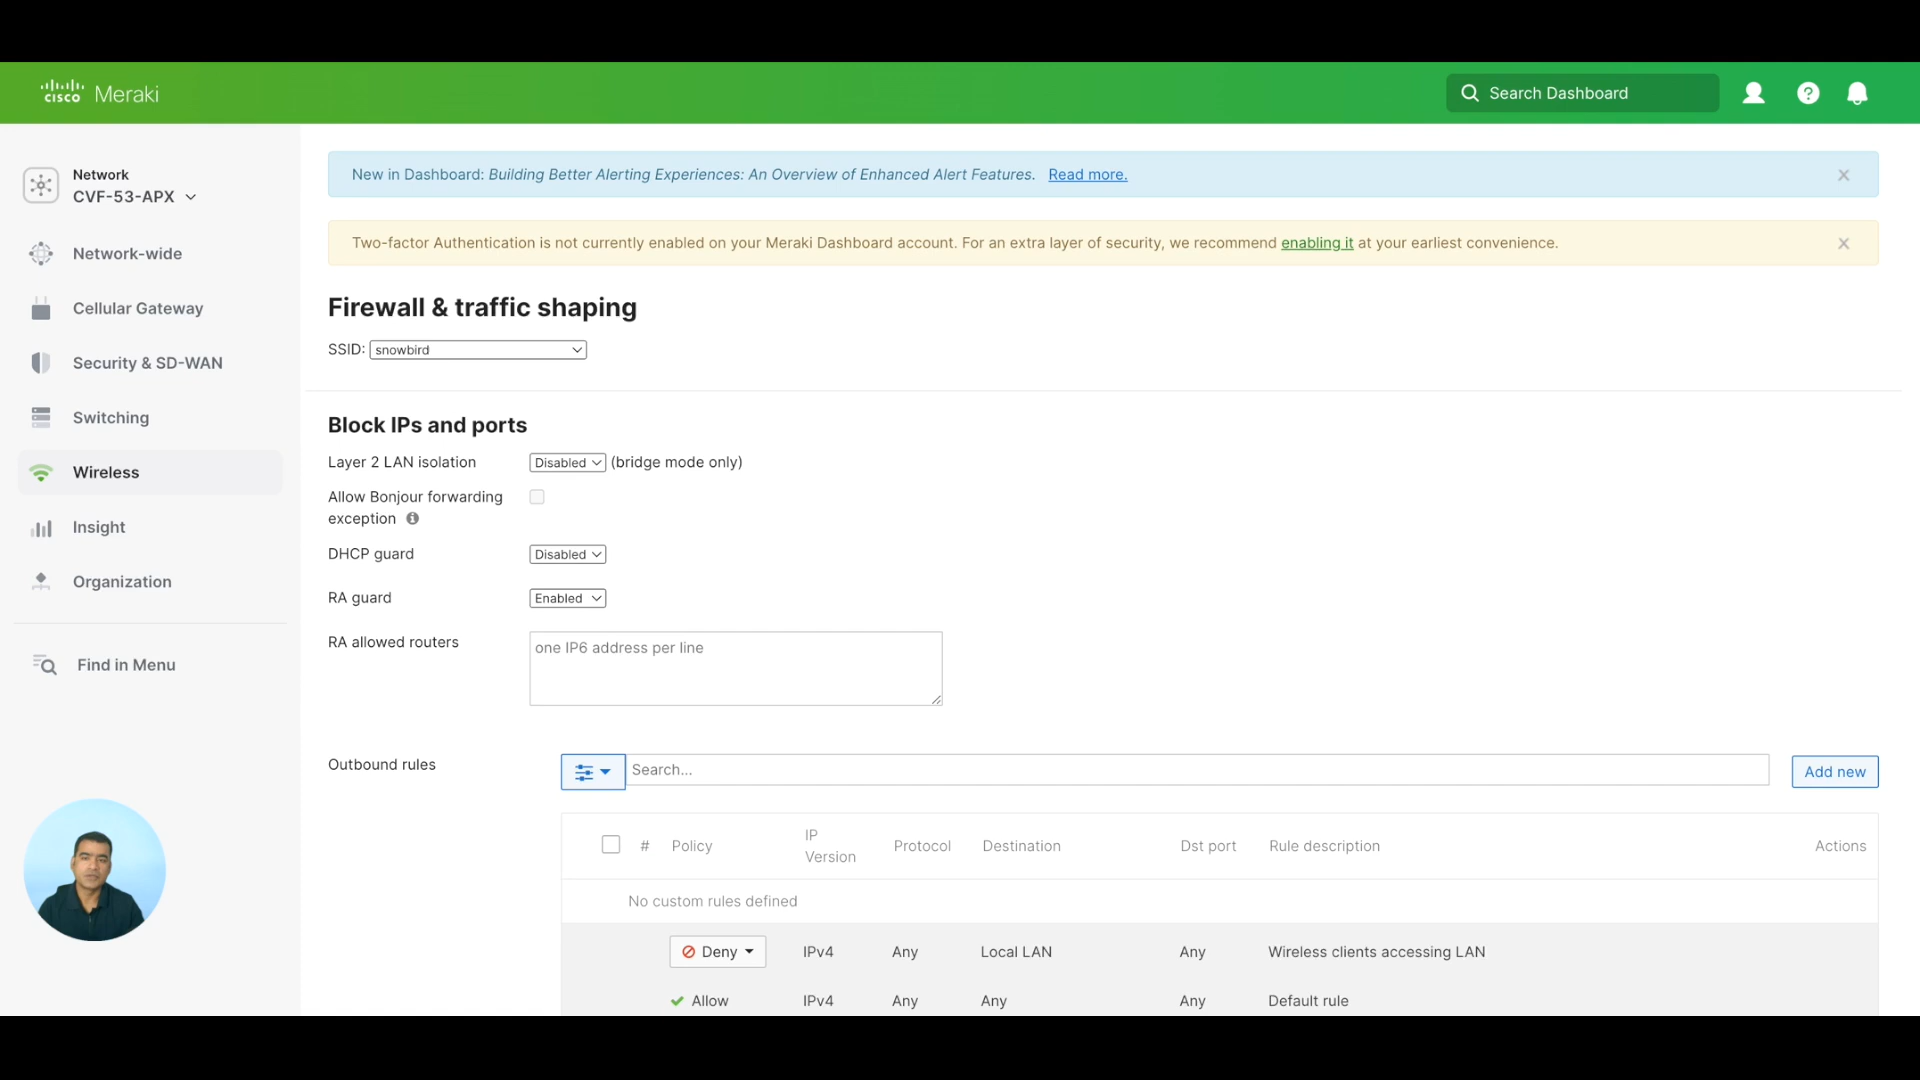 cisco Meraki
Search Dashboard
Network
CVF-53-APX
Network-wide
Cellular Gateway
Security & SD-WAN
Switching
Wireless
Insight
Organization
Find in Menu
New in Dashboard: Building Better Alerting Experiences: An Overview of Enhanced Alert Features. Read more.
Two-factor Authentication is not currently enabled on your Meraki Dashboard account. For an extra layer of security, we recommend enabling it at your earliest convenience.
Firewall & traffic shaping
SSID: snowbird
Block IPs and ports
Layer 2 LAN isolation Disabled (bridge mode only)
Allow Bonjour forwarding
exception
DHCP guard Disabled
RA guard Enabled
RA allowed routers one IP6 address per line
Outbound rules Search... Add new
# Policy IP Version Protocol Destination Dst port Rule description Actions
No custom rules defined
Deny IPv4 Any Local LAN Any Wireless clients accessing LAN
Allow IPv4 Any Any Any Default rule